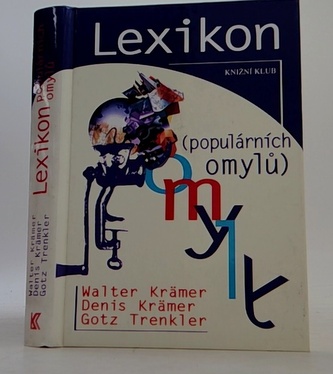 Lexikon
KNIŽNÍ KLUB
(populárních
omylů)
omylů
Walter Krämer
Denis Krämer
Gotz Trenkler
Lexikon populárních
omylů
Walter Krämer
Denis Krämer
Gotz Trenkler
K